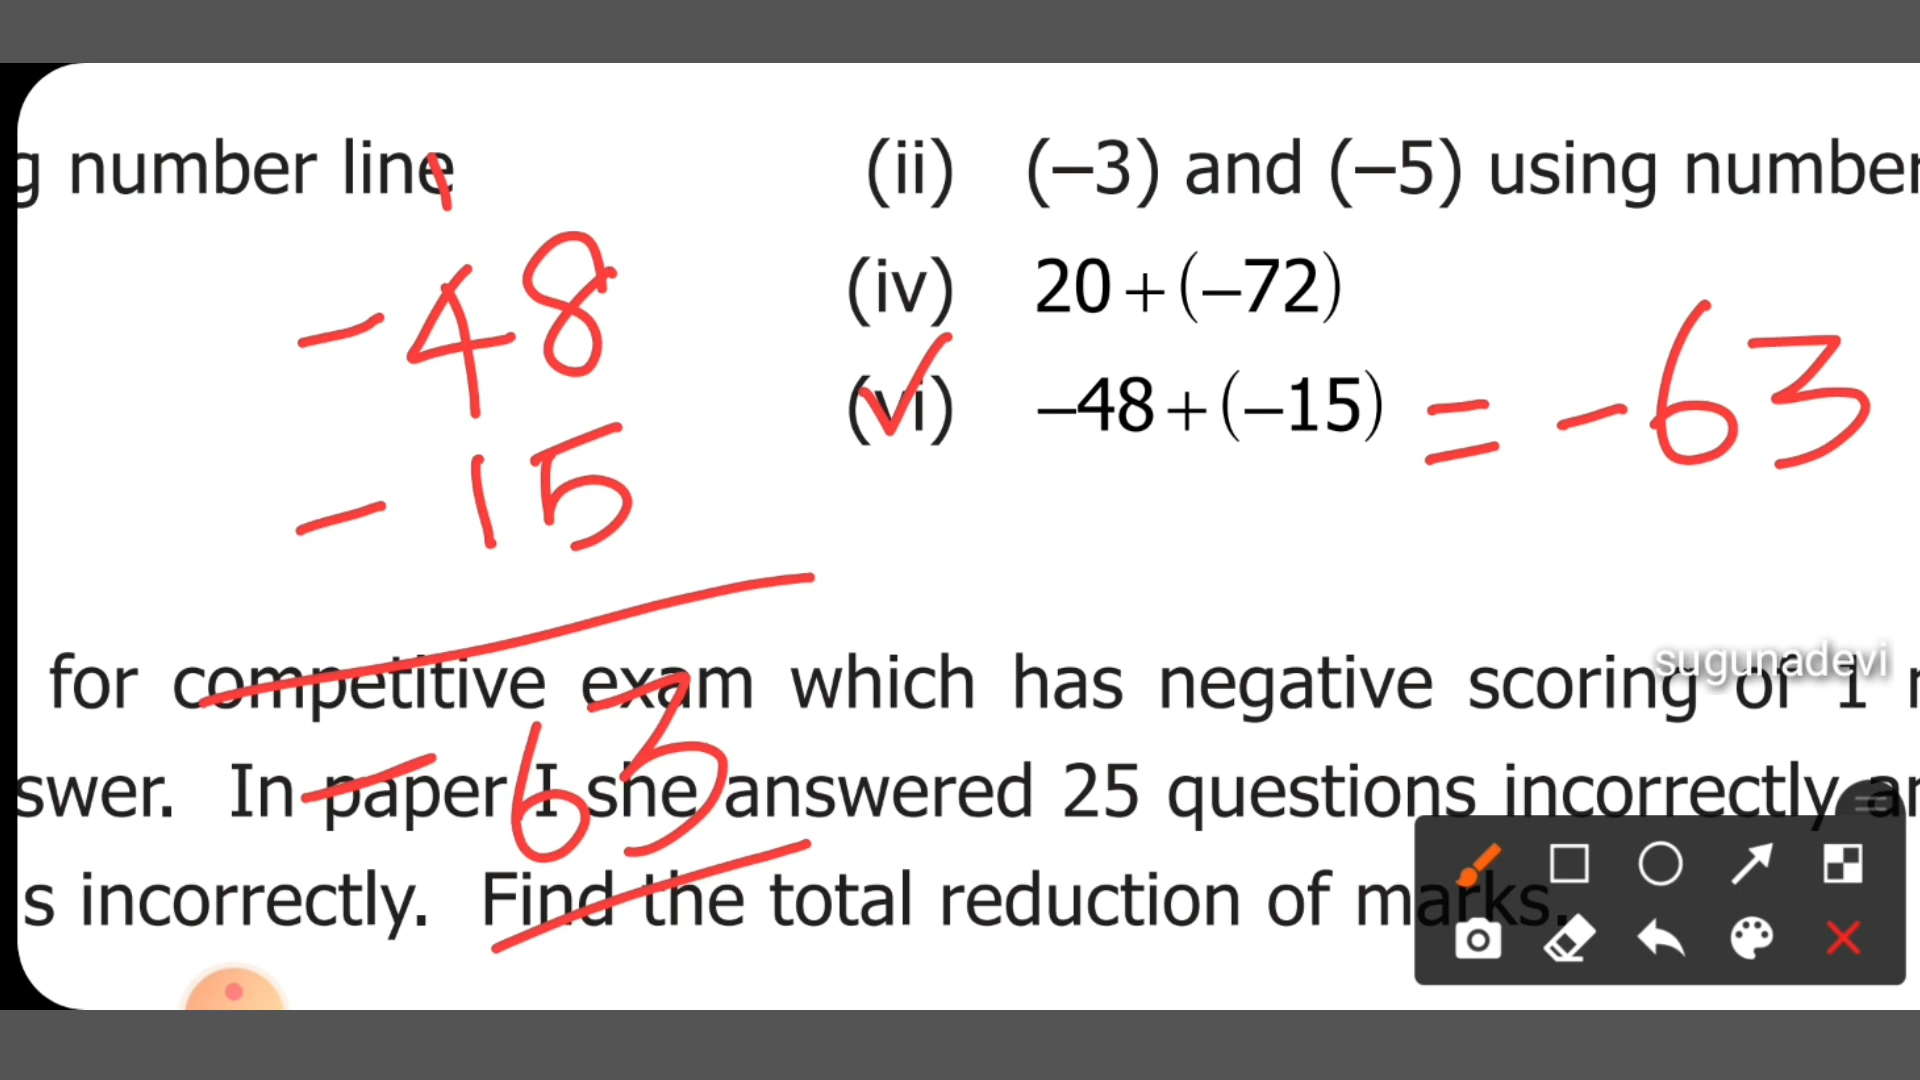 g number line (ii) (–3) and (–5) using number
(iv) 20 + (–72)
(vi) –48 + (–15) = -63
1
-48
-15
-63
for competitive exam which has negative scoring of 1
sugunadevi
swer. In paper I she answered 25 questions incorrectly
s incorrectly. Find the total reduction of marks.